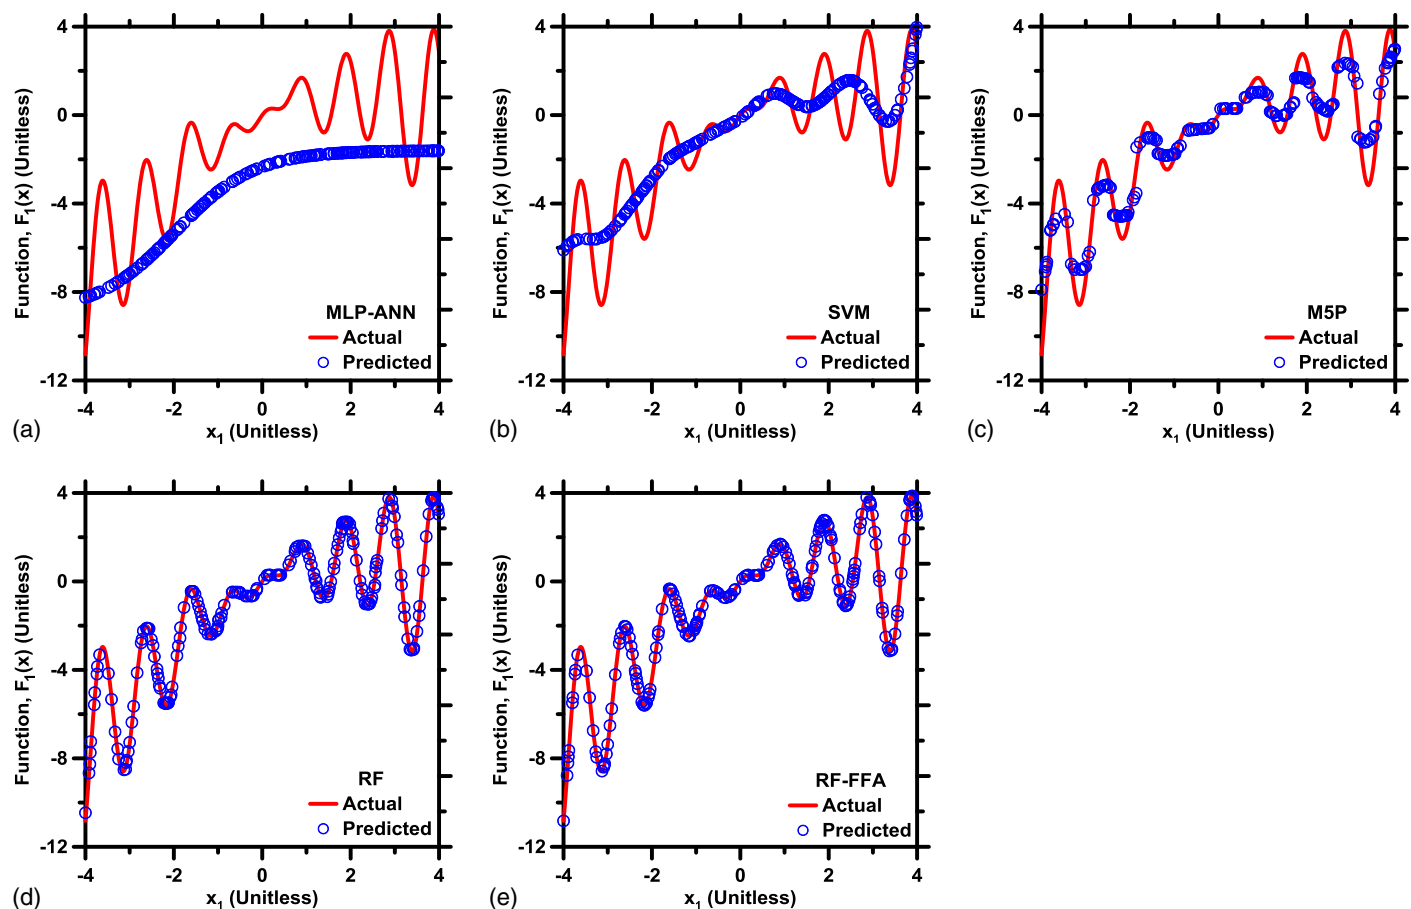 4
0
-4
-8
-12
Function, F1(x) (Unitless)
MLP-ANN
Actual
Predicted
-4 -2 0 2 4
x1 (Unitless)
(a)
4
0
-4
-8
-12
Function, F1(x) (Unitless)
SVM
Actual
Predicted
-4 -2 0 2 4
x1 (Unitless)
(b)
4
0
-4
-8
-12
Function, F1(x) (Unitless)
M5P
Actual
Predicted
-4 -2 0 2 4
x1 (Unitless)
(c)
4
0
-4
-8
-12
Function, F1(x) (Unitless)
RF
Actual
Predicted
-4 -2 0 2 4
x1 (Unitless)
(d)
4
0
-4
-8
-12
Function, F1(x) (Unitless)
RF-FFA
Actual
Predicted
-4 -2 0 2 4
x1 (Unitless)
(e)